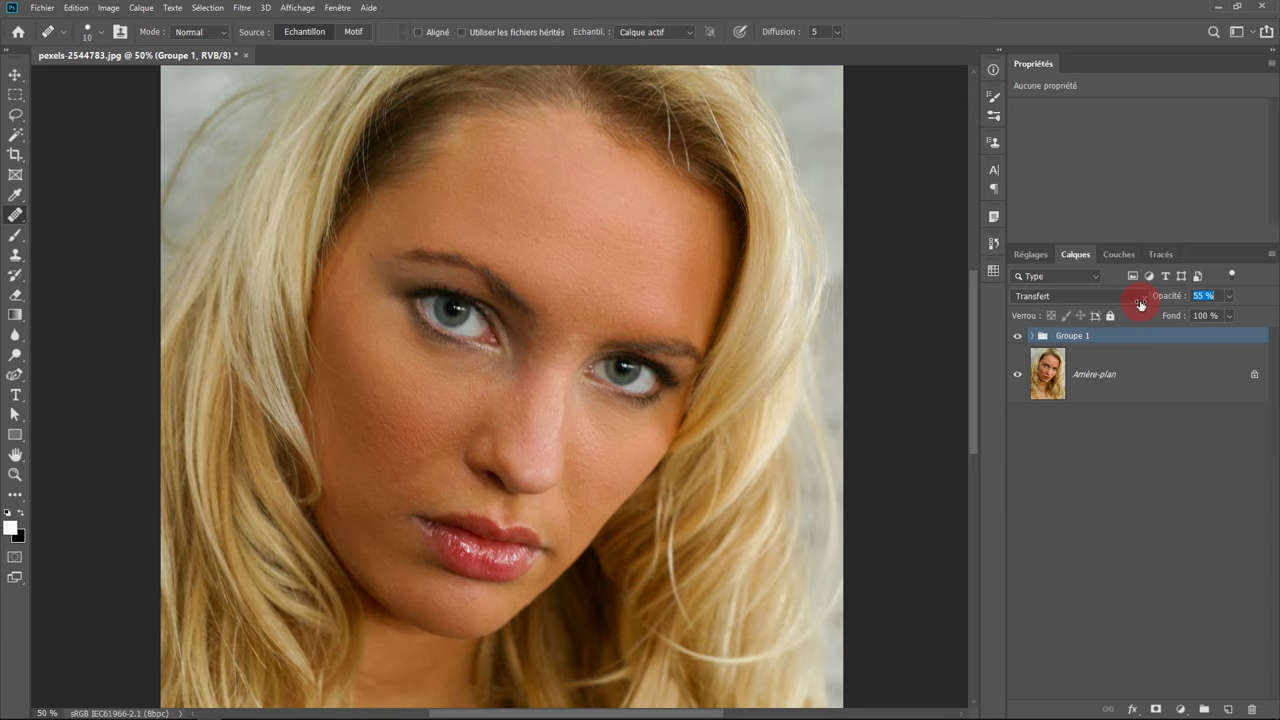 Ps Fichier Edition Image Calque Texte Sélection Filtre 3D Affichage Fenêtre Aide
10 Mode : Normal Source : Echantillon Motif Aligné Utiliser les fichiers hérités Echantil. : Calque actif Diffusion : 5
pexels-2544783.jpg @ 50% (Groupe 1, RVB/8) * ×
Propriétés
Aucune propriété
Réglages Calques Couches Tracés
Type
Transfert Opacité : 55 %
Verrou : Fond : 100 %
Groupe 1
Arrière-plan
50 % sRGB IEC61966-2.1 (8bpc)